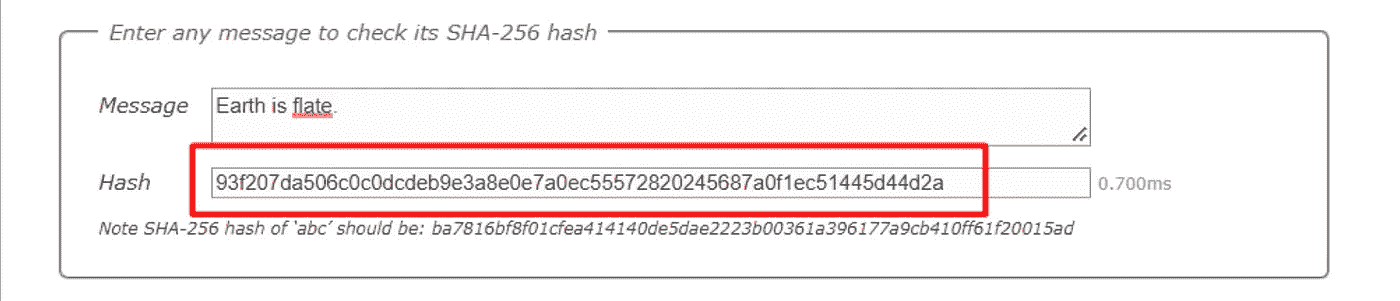 Enter any message to check its SHA-256 hash
Message Earth is flate.
Hash 93f207da506c0c0dcdeb9e3a8e0e7a0ec55572820245687a0f1ec51445d44d2a 0.700ms
Note SHA-256 hash of ‘abc’ should be: ba7816bf8f01cfea414140de5dae2223b00361a396177a9cb410ff61f20015ad